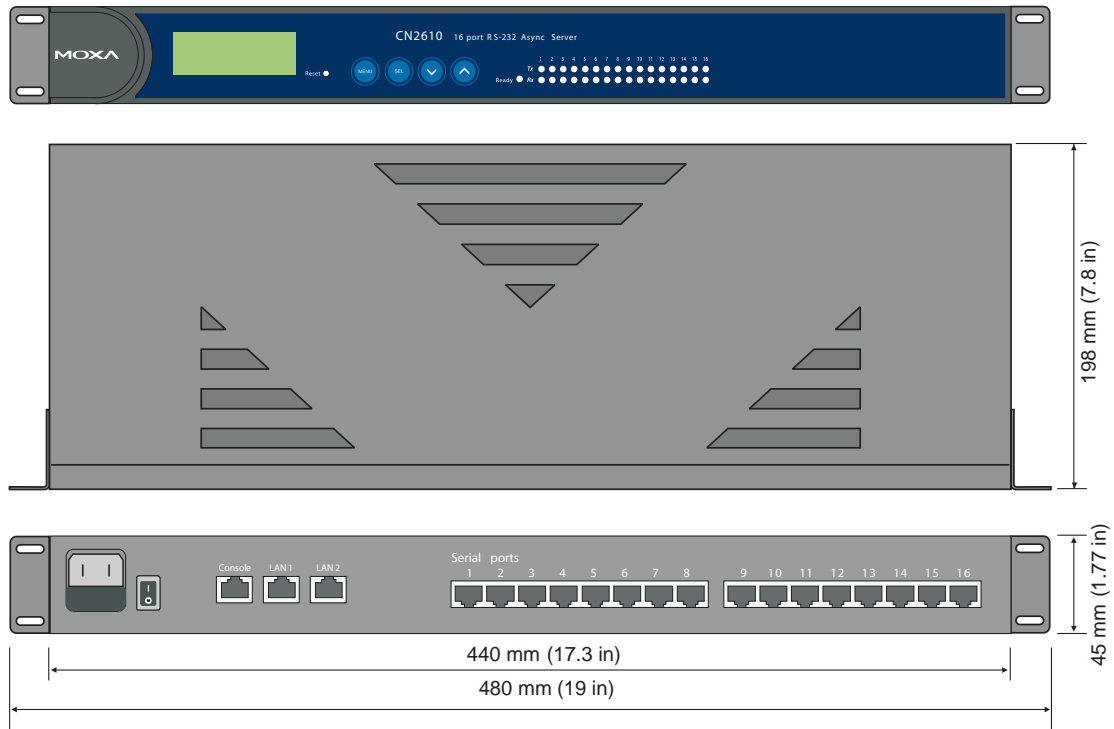 MOXA
CN2610 16 port RS-232 Async Server
Reset
MENU
SEL
1 2 3 4 5 6 7 8 9 10 11 12 13 14 15 16
Tx
Ready Rx
198 mm (7.8 in)
Console LAN 1 LAN 2
Serial ports
1 2 3 4 5 6 7 8 9 10 11 12 13 14 15 16
45 mm (1.77 in)
440 mm (17.3 in)
480 mm (19 in)